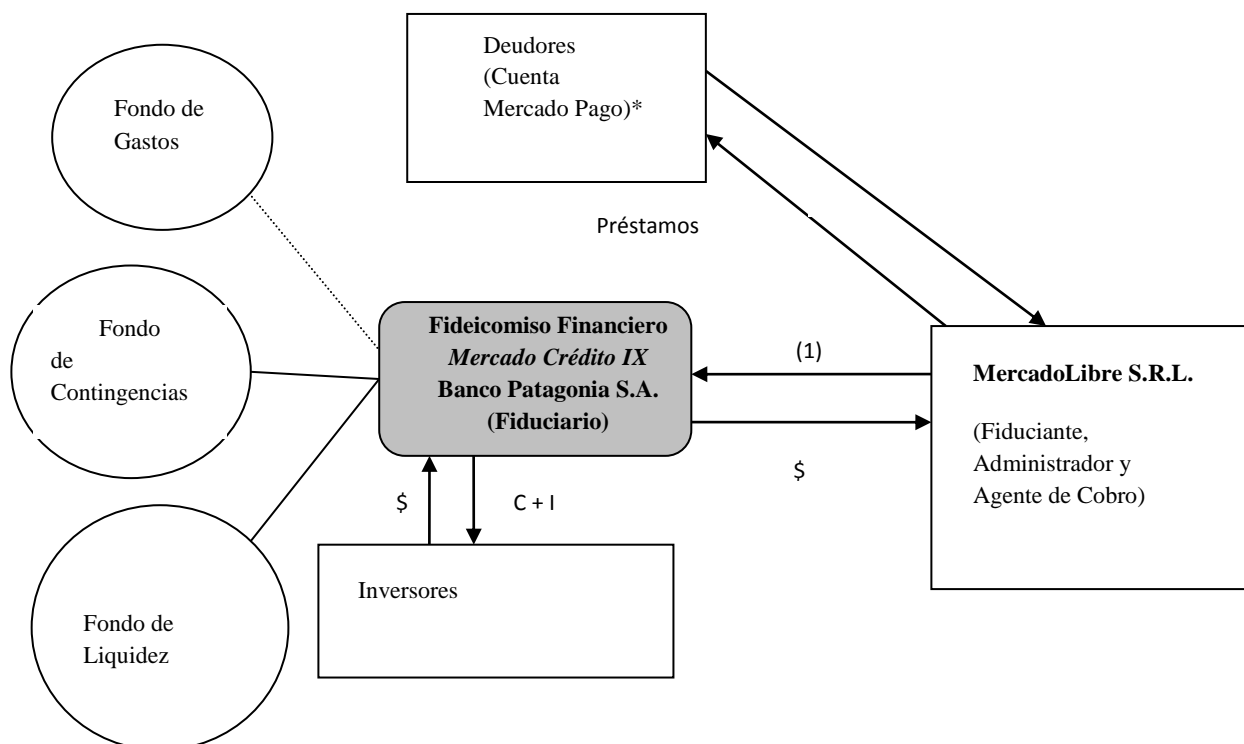 Deudores
(Cuenta
Mercado Pago)*
Fondo de
Gastos
Préstamos
Fondo
de
Contingencias
Fideicomiso Financiero
Mercado Crédito IX
Banco Patagonia S.A.
(Fiduciario)
(1)
$
MercadoLibre S.R.L.
(Fiduciante,
Administrador y
Agente de Cobro)
$
C + I
Inversores
Fondo de
Liquidez